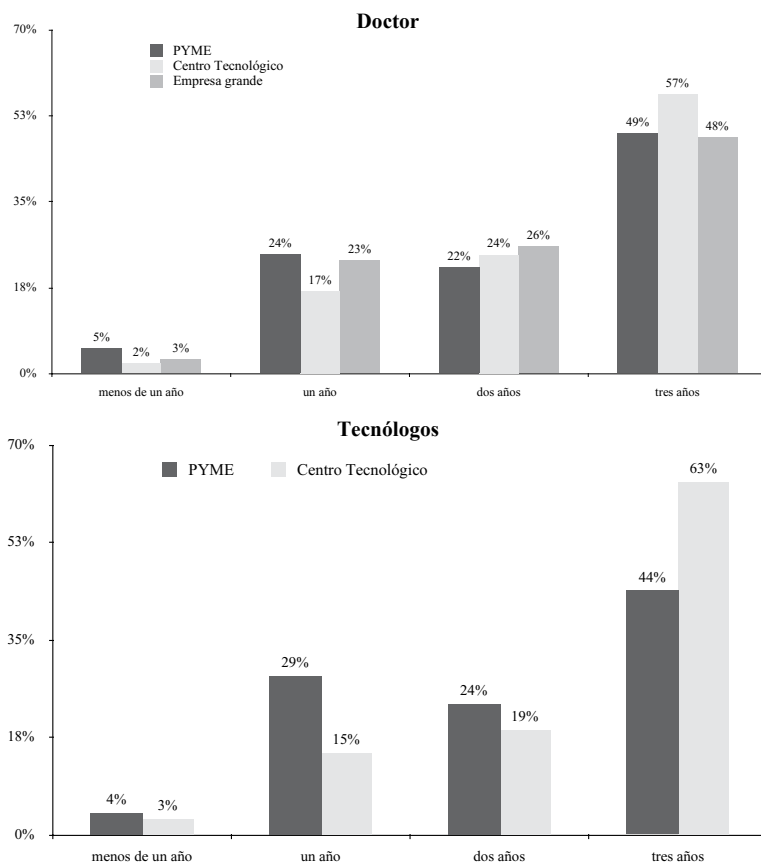 Doctor
70%
PYME
Centro Tecnológico
Empresa grande
53%
35%
18%
0%
5%
2%
3%
24%
17%
23%
22%
24%
26%
49%
57%
48%
menos de un año
un año
dos años
tres años
Tecnólogos
70%
PYME
Centro Tecnológico
53%
35%
18%
0%
4%
3%
29%
15%
24%
19%
44%
63%
menos de un año
un año
dos años
tres años